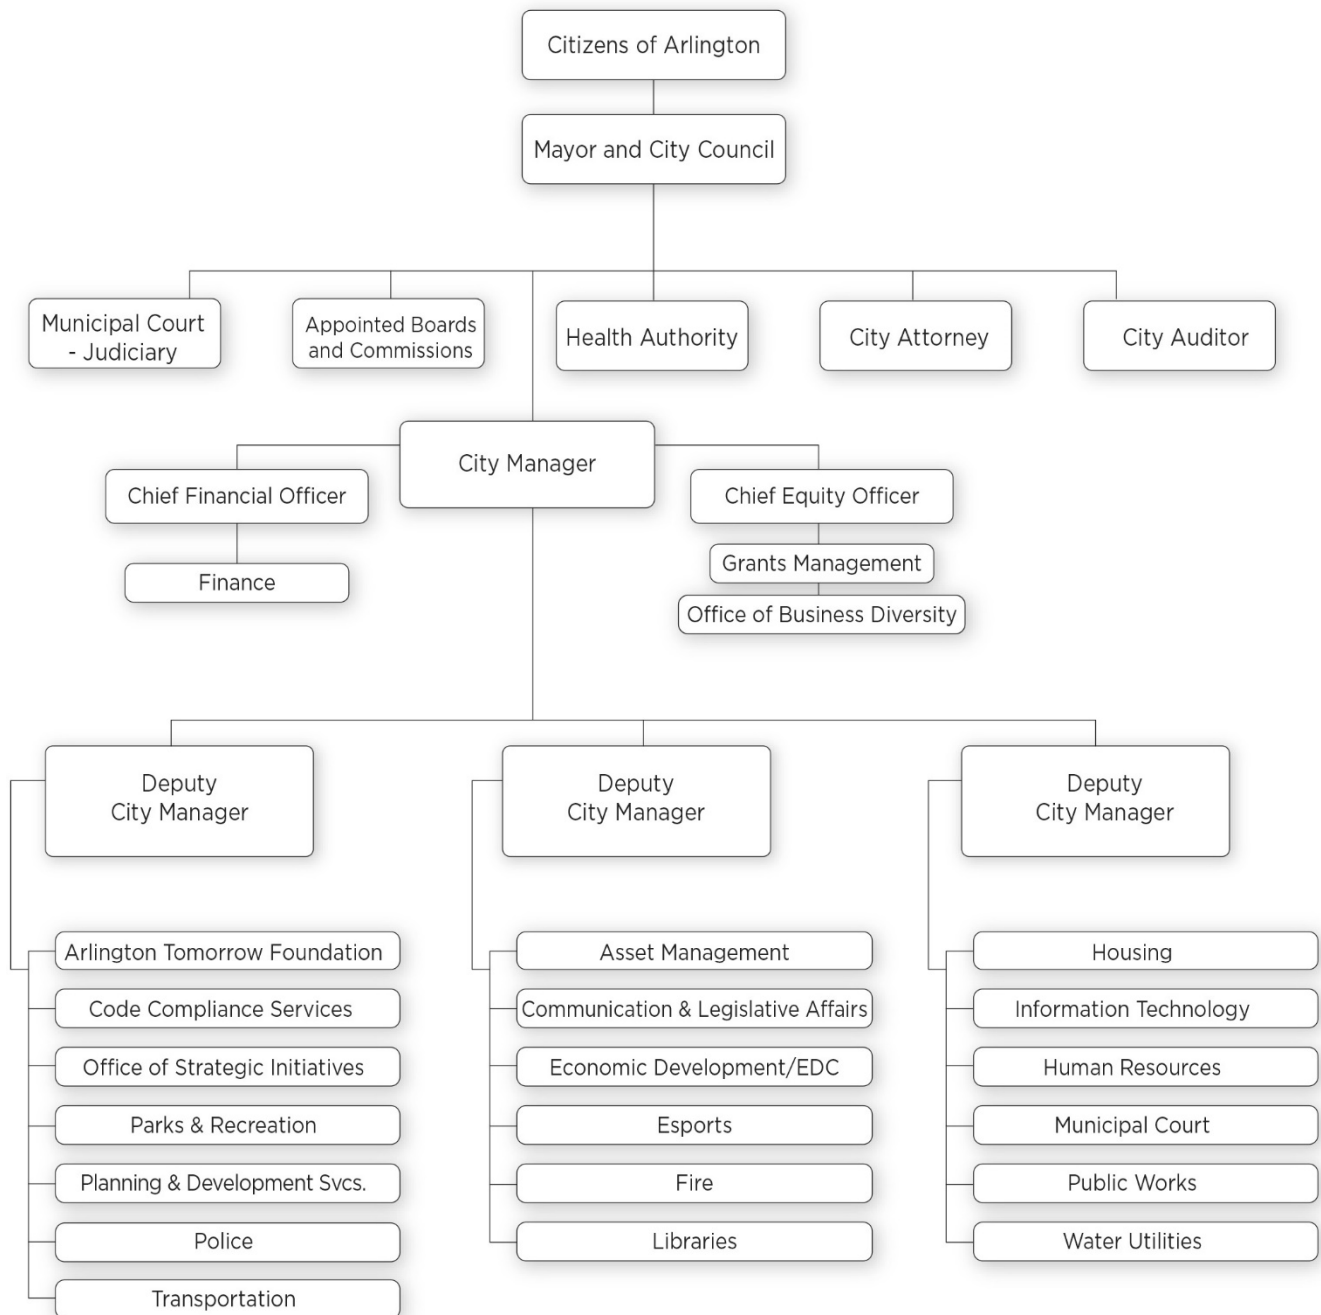 Citizens of Arlington
Mayor and City Council
Municipal Court
- Judiciary
Appointed Boards
and Commissions
Health Authority
City Attorney
City Auditor
City Manager
Chief Financial Officer
Finance
Chief Equity Officer
Grants Management
Office of Business Diversity
Deputy
City Manager
Arlington Tomorrow Foundation
Code Compliance Services
Office of Strategic Initiatives
Parks & Recreation
Planning & Development Svcs.
Police
Transportation
Deputy
City Manager
Asset Management
Communication & Legislative Affairs
Economic Development/EDC
Esports
Fire
Libraries
Deputy
City Manager
Housing
Information Technology
Human Resources
Municipal Court
Public Works
Water Utilities